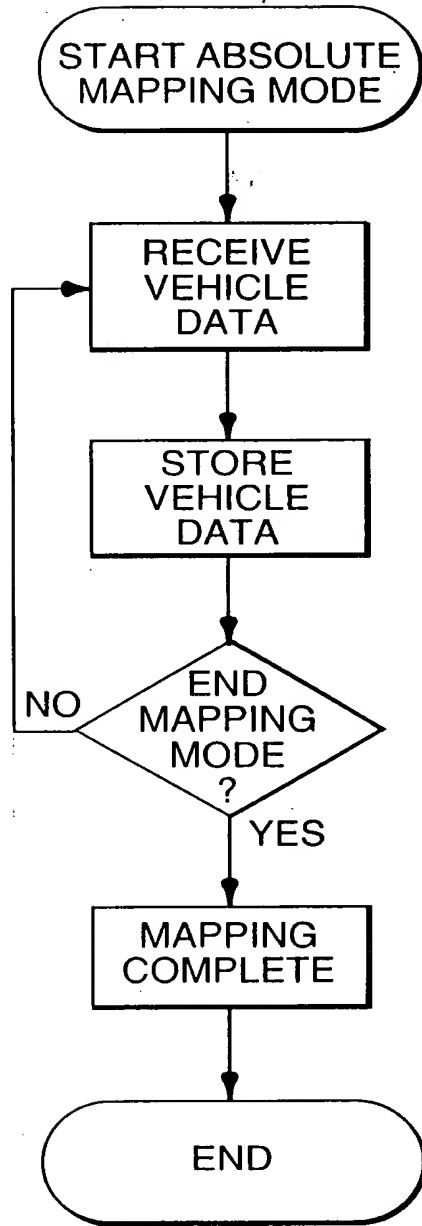 START ABSOLUTE
MAPPING MODE
RECEIVE
VEHICLE
DATA
STORE
VEHICLE
DATA
END
MAPPING
MODE
?
NO
YES
MAPPING
COMPLETE
END